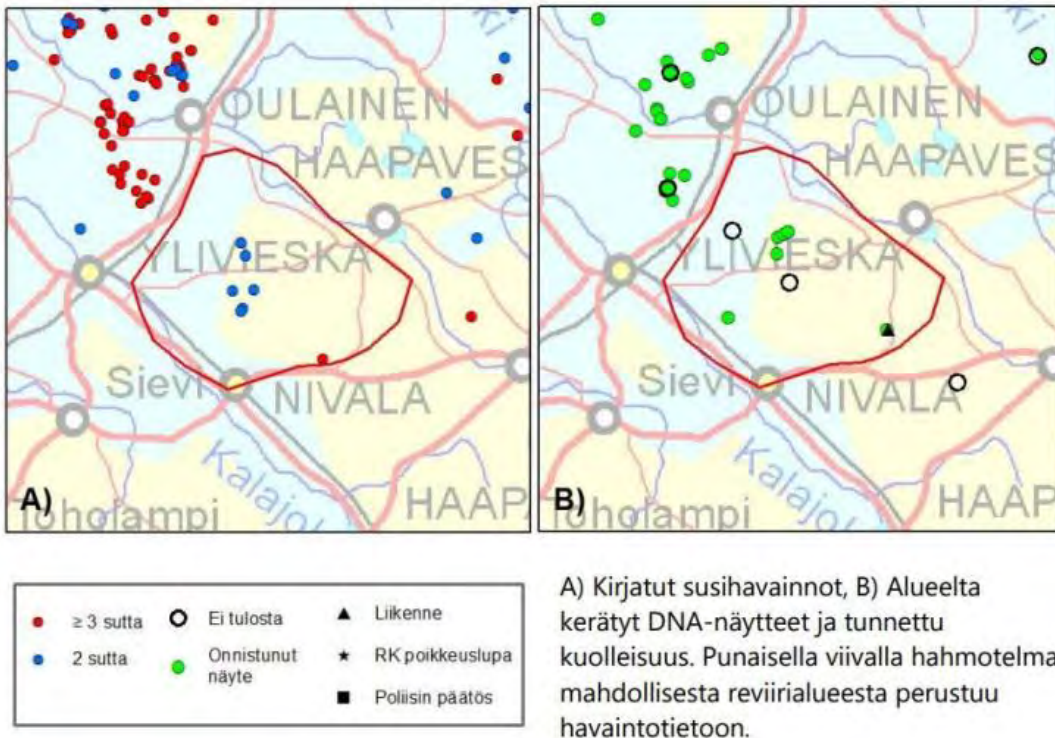 OULAINEN
HAAPAVES
YLIVIESKA
Sievi
NIVALA
Kalajo
HAAP
Toholampi
A)
ki
OULAINEN
HAAPAVES
YLIVIESKA
Sievi
NIVALA
Kalajo
HAAP
Toholampi
B)
≥ 3 sutta
2 sutta
Ei tulosta
Onnistunut
näyte
Liikenne
RK poikkeuslupa
Poliisin päätös
A) Kirjatut susihavainnot, B) Alueelta
kerätyt DNA-näytteet ja tunnettu
kuolleisuus. Punaisella viivalla hahmotelma
mahdollisesta reviirialueesta perustuu
havaintotietoon.